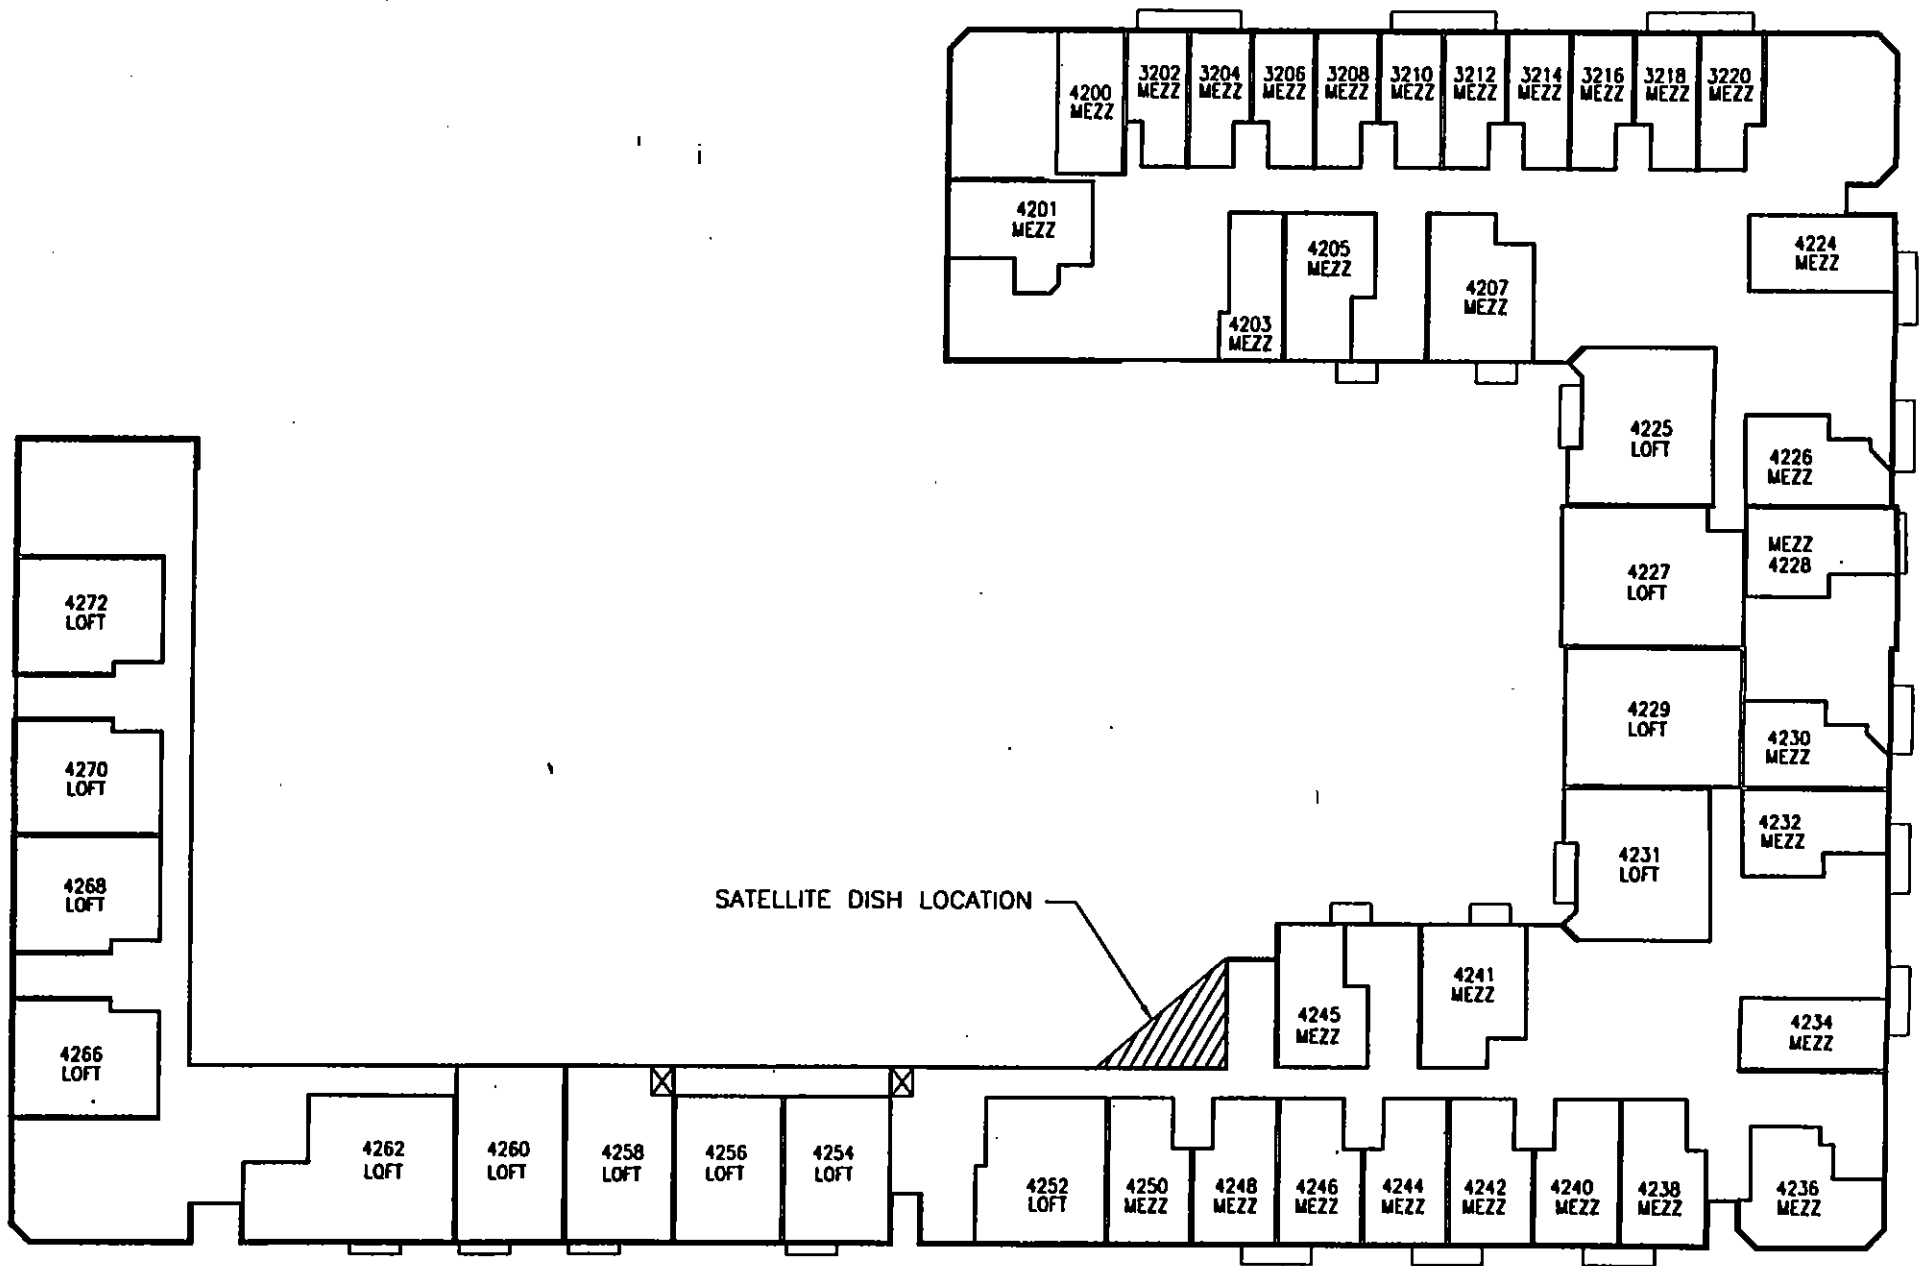 3202
MEZZ
3204
MEZZ
3206
MEZZ
3208
MEZZ
3210
MEZZ
3212
MEZZ
3214
MEZZ
3216
MEZZ
3218
MEZZ
3220
MEZZ
4200
MEZZ
4201
MEZZ
4203
MEZZ
4205
MEZZ
4207
MEZZ
4224
MEZZ
4225
LOFT
4226
MEZZ
4227
LOFT
MEZZ
4228
4272
LOFT
4229
LOFT
4230
MEZZ
4270
LOFT
4232
MEZZ
4231
LOFT
4268
LOFT
SATELLITE DISH LOCATION
4241
MEZZ
4245
MEZZ
4234
MEZZ
4266
LOFT
4262
LOFT
4260
LOFT
4258
LOFT
4256
LOFT
4254
LOFT
4252
LOFT
4250
MEZZ
4248
MEZZ
4246
MEZZ
4244
MEZZ
4242
MEZZ
4240
MEZZ
4238
MEZZ
4236
MEZZ